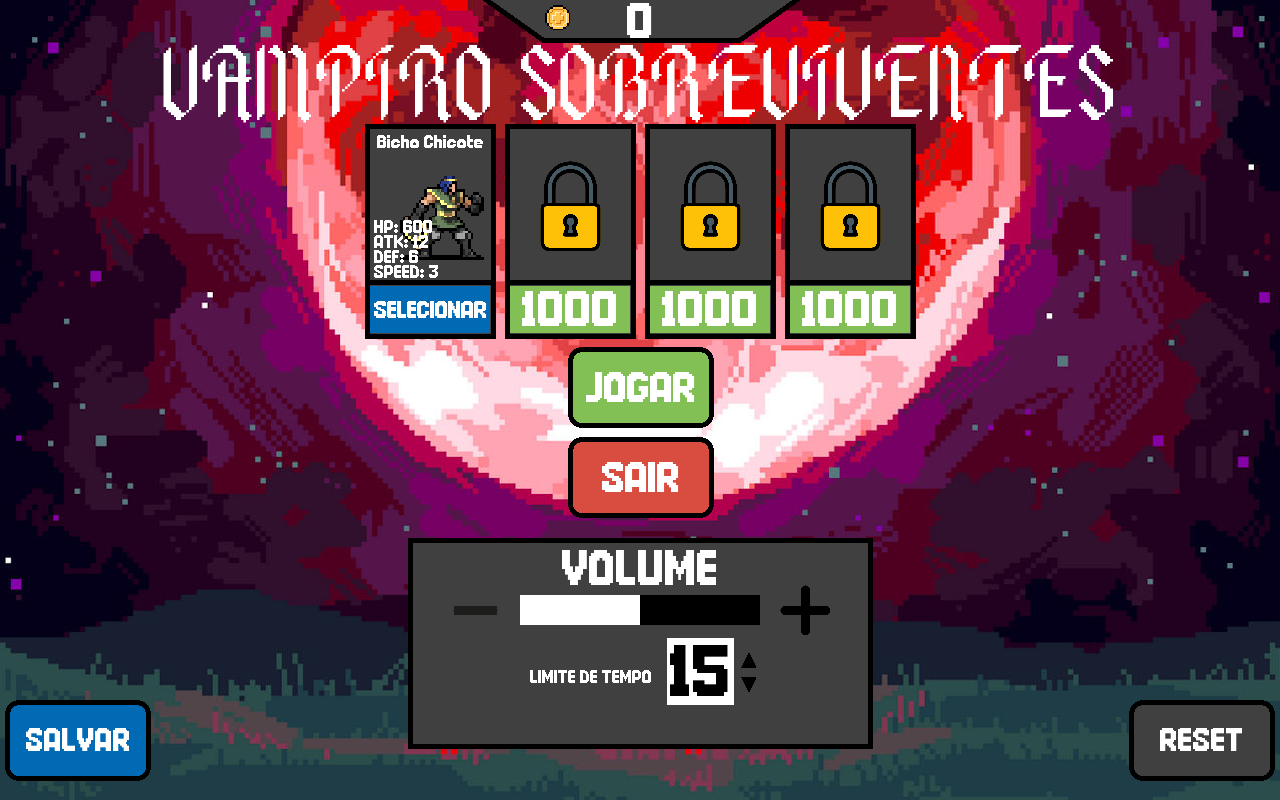 0
VAMPIRO SOBREVIVENTES
Bicho Chicote
HP: 600
ATK: 12
DEF: 6
SPEED: 3
SELECIONAR
1000
1000
1000
JOGAR
SAIR
VOLUME
LIMITE DE TEMPO
15
SALVAR
RESET